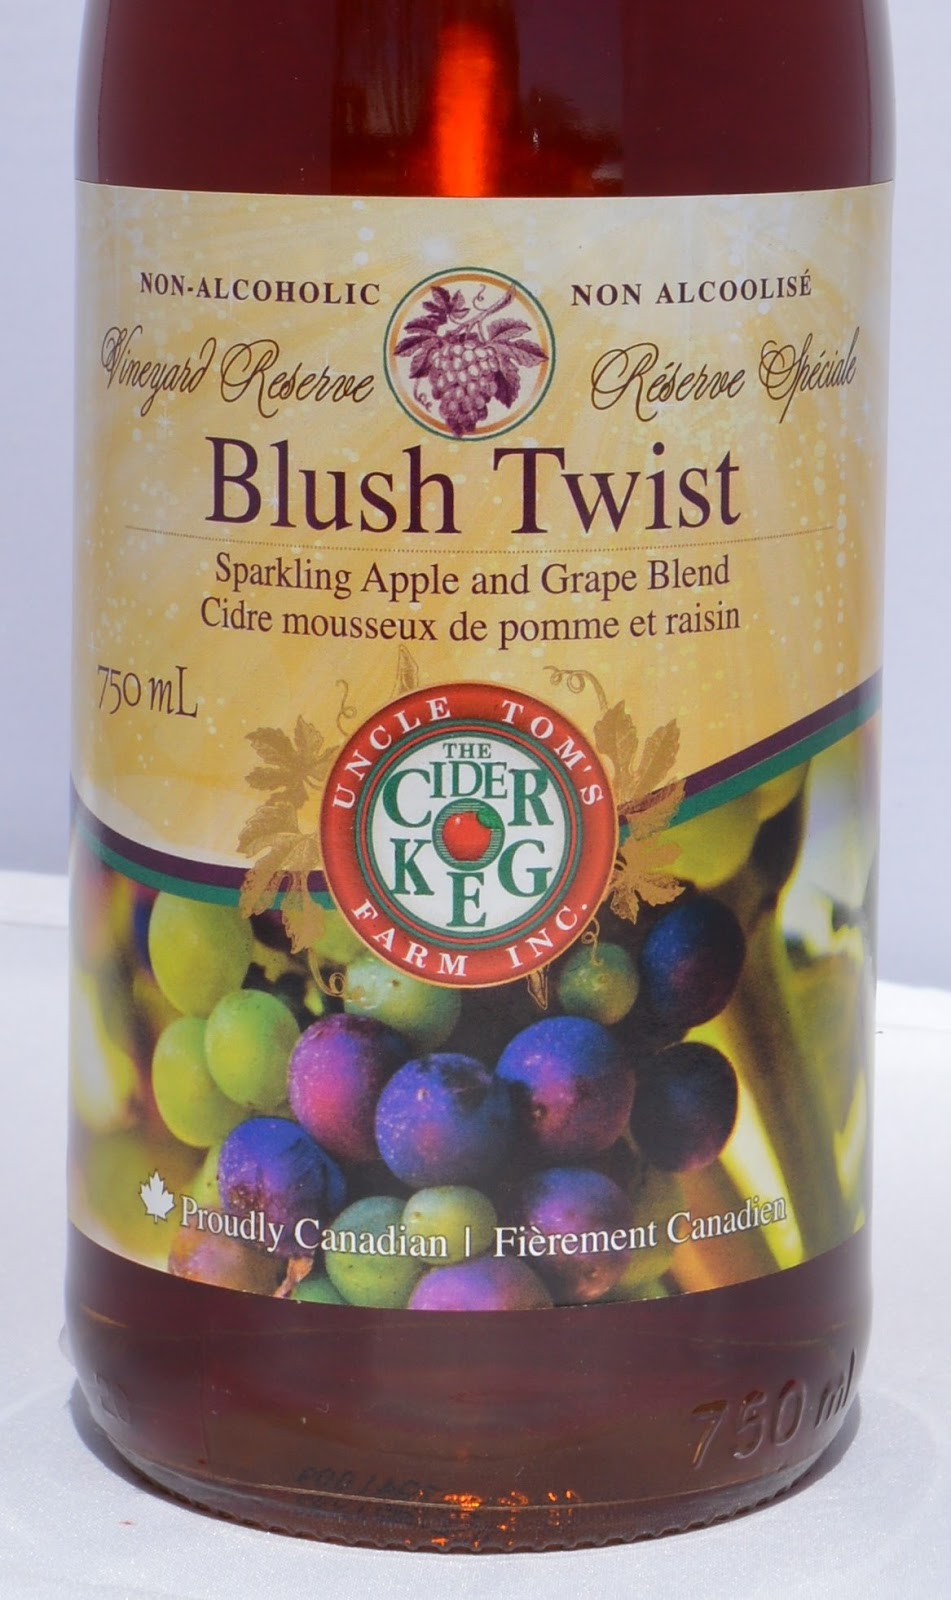 NON-ALCOHOLIC NON ALCOOLISÉ
Vineyard Reserve Réserve Spéciale
Blush Twist
Sparkling Apple and Grape Blend
Cidre mousseux de pomme et raisin
750 mL
UNCLE TOM'S
THE
CIDER
KEG
FARM INC.
Proudly Canadian | Fièrement Canadien
750 ml